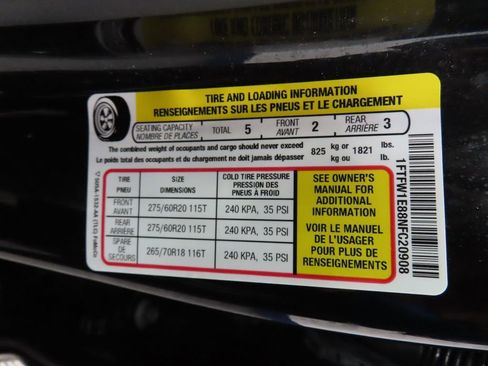 TIRE AND LOADING INFORMATION
RENSEIGNEMENTS SUR LES PNEUS ET LE CHARGEMENT
SEATING CAPACITY TOTAL 5 FRONT 2 REAR 3
NOMBRE DE PLACES AVANT ARRIÈRE
The combined weight of occupants and cargo should never exceed 825 kg or 1821 lbs.
Le poids total des occupants et du chargement ne doit jamais dépasser kg ou lb.
TIRE SIZE COLD TIRE PRESSURE
PNEU DIMENSIONS PRESSION DES
PNEUS À FROID
FRONT
AVANT 275/60R20 115T 240 KPA, 35 PSI
REAR
ARRIÈRE 275/60R20 115T 240 KPA, 35 PSI
SPARE
DE SECOURS 265/70R18 116T 240 KPA, 35 PSI
SEE OWNER'S
MANUAL FOR
ADDITIONAL
INFORMATION
VOIR LE MANUEL
DE L'USAGER
POUR PLUS DE
RENSEIGNEMENTS
1FTFW1E88NFC20908